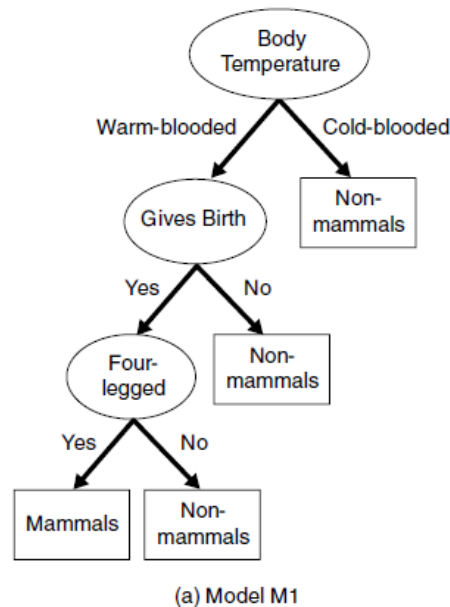 Body
Temperature
Warm-blooded
Cold-blooded
Gives Birth
Non-
mammals
Yes
No
Four-
legged
Non-
mammals
Yes
No
Mammals
Non-
mammals
(a) Model M1